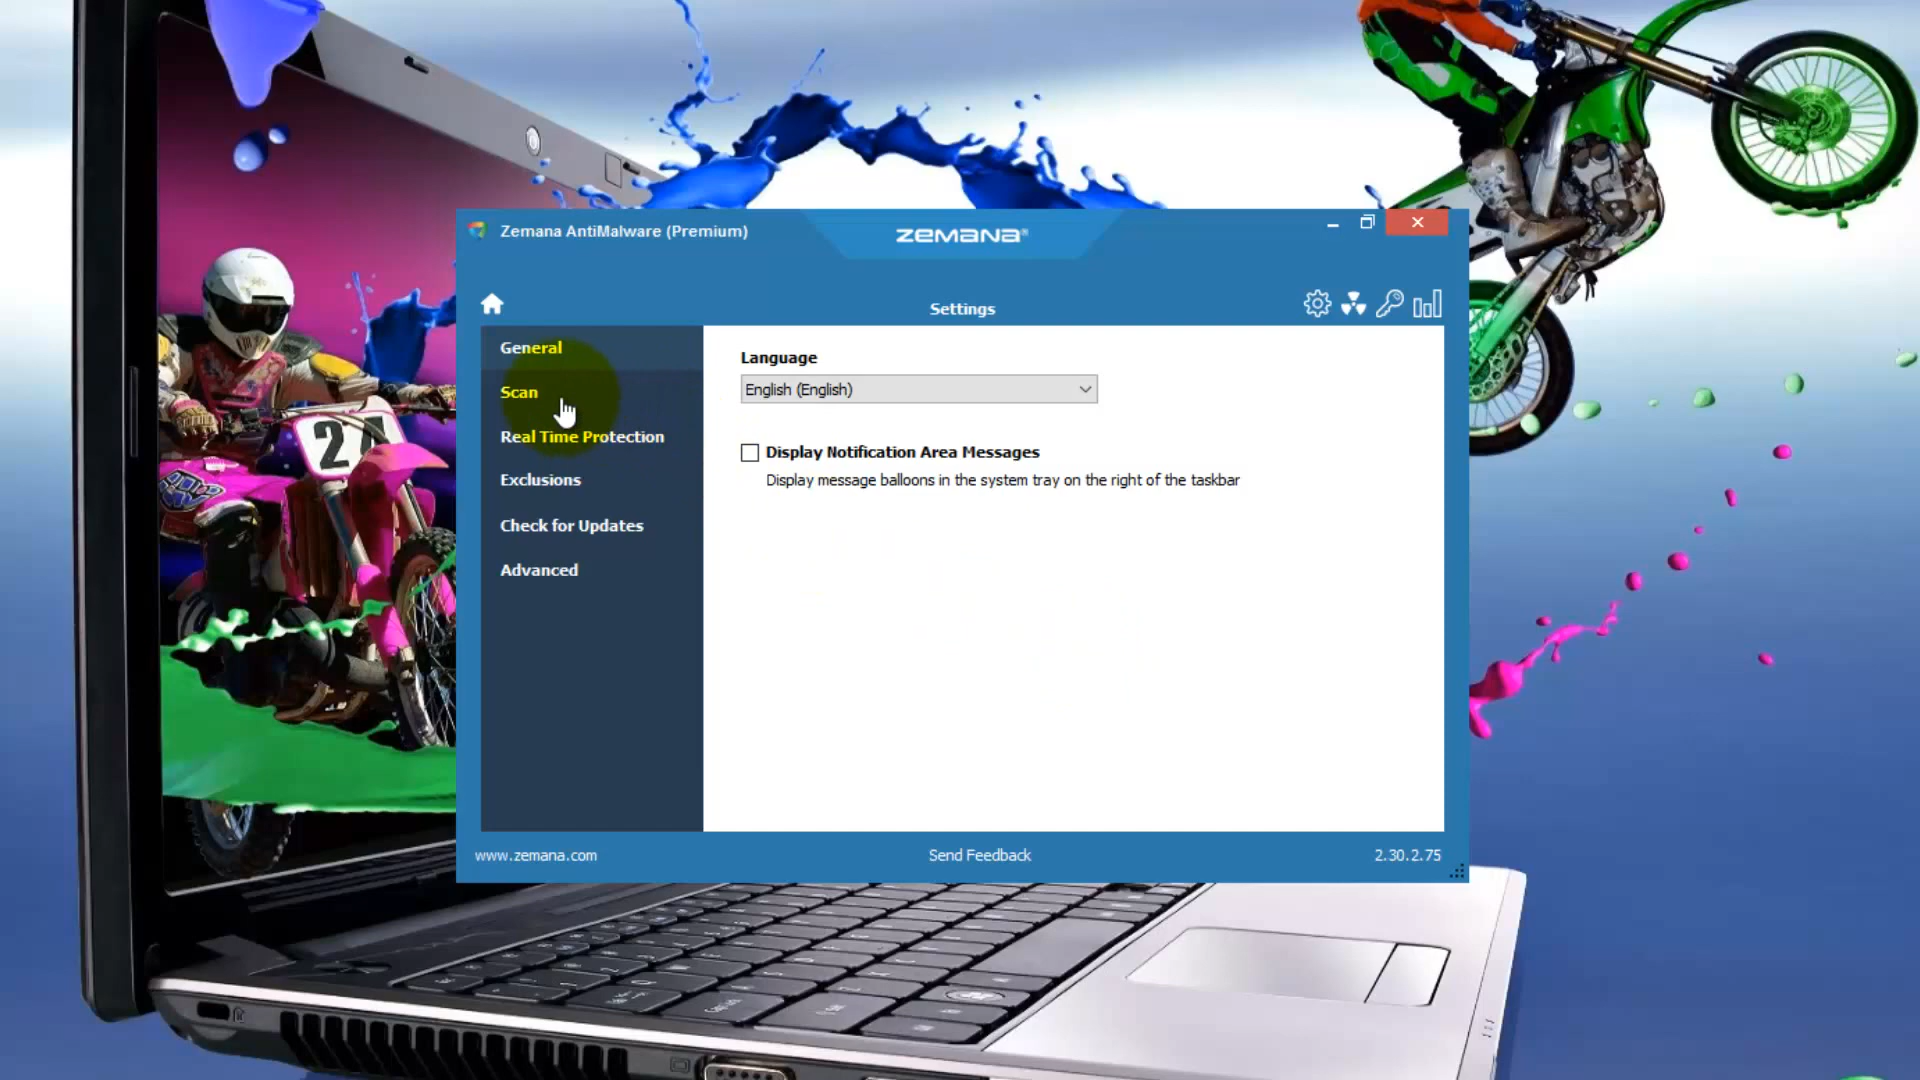 Zemana AntiMalware (Premium)
ZEMANA®
Settings
General
Scan
Real Time Protection
Exclusions
Check for Updates
Advanced
Language
English (English)
Display Notification Area Messages
Display message balloons in the system tray on the right of the taskbar
www.zemana.com
Send Feedback
2.30.2.75
24